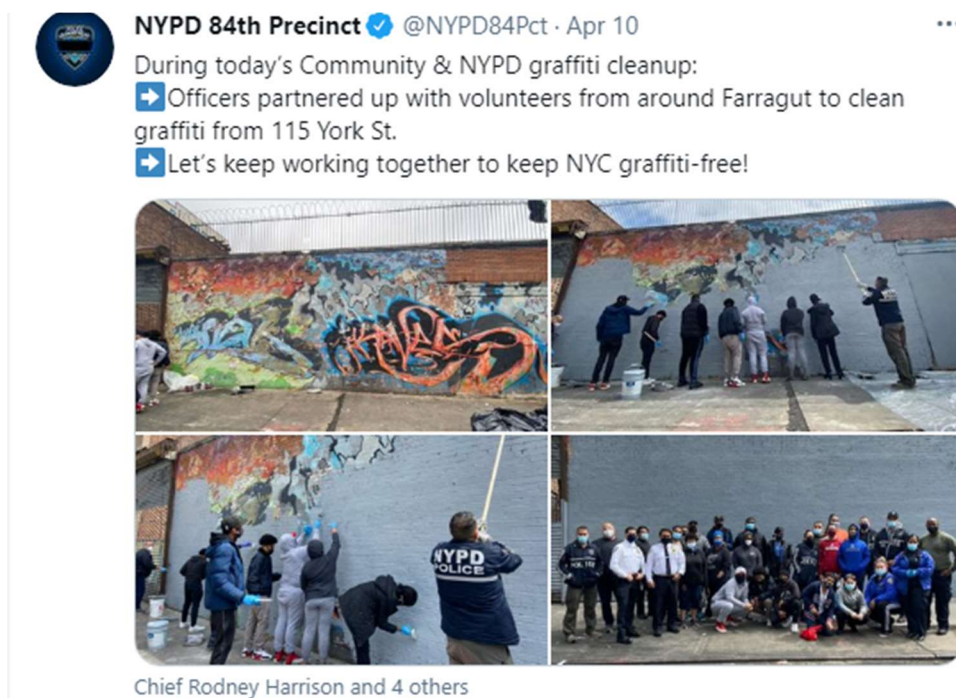 NYPD 84th Precinct @NYPD84Pct · Apr 10
During today’s Community & NYPD graffiti cleanup:
➡Officers partnered up with volunteers from around Farragut to clean
graffiti from 115 York St.
➡Let’s keep working together to keep NYC graffiti-free!
NYPD
POLICE
Chief Rodney Harrison and 4 others